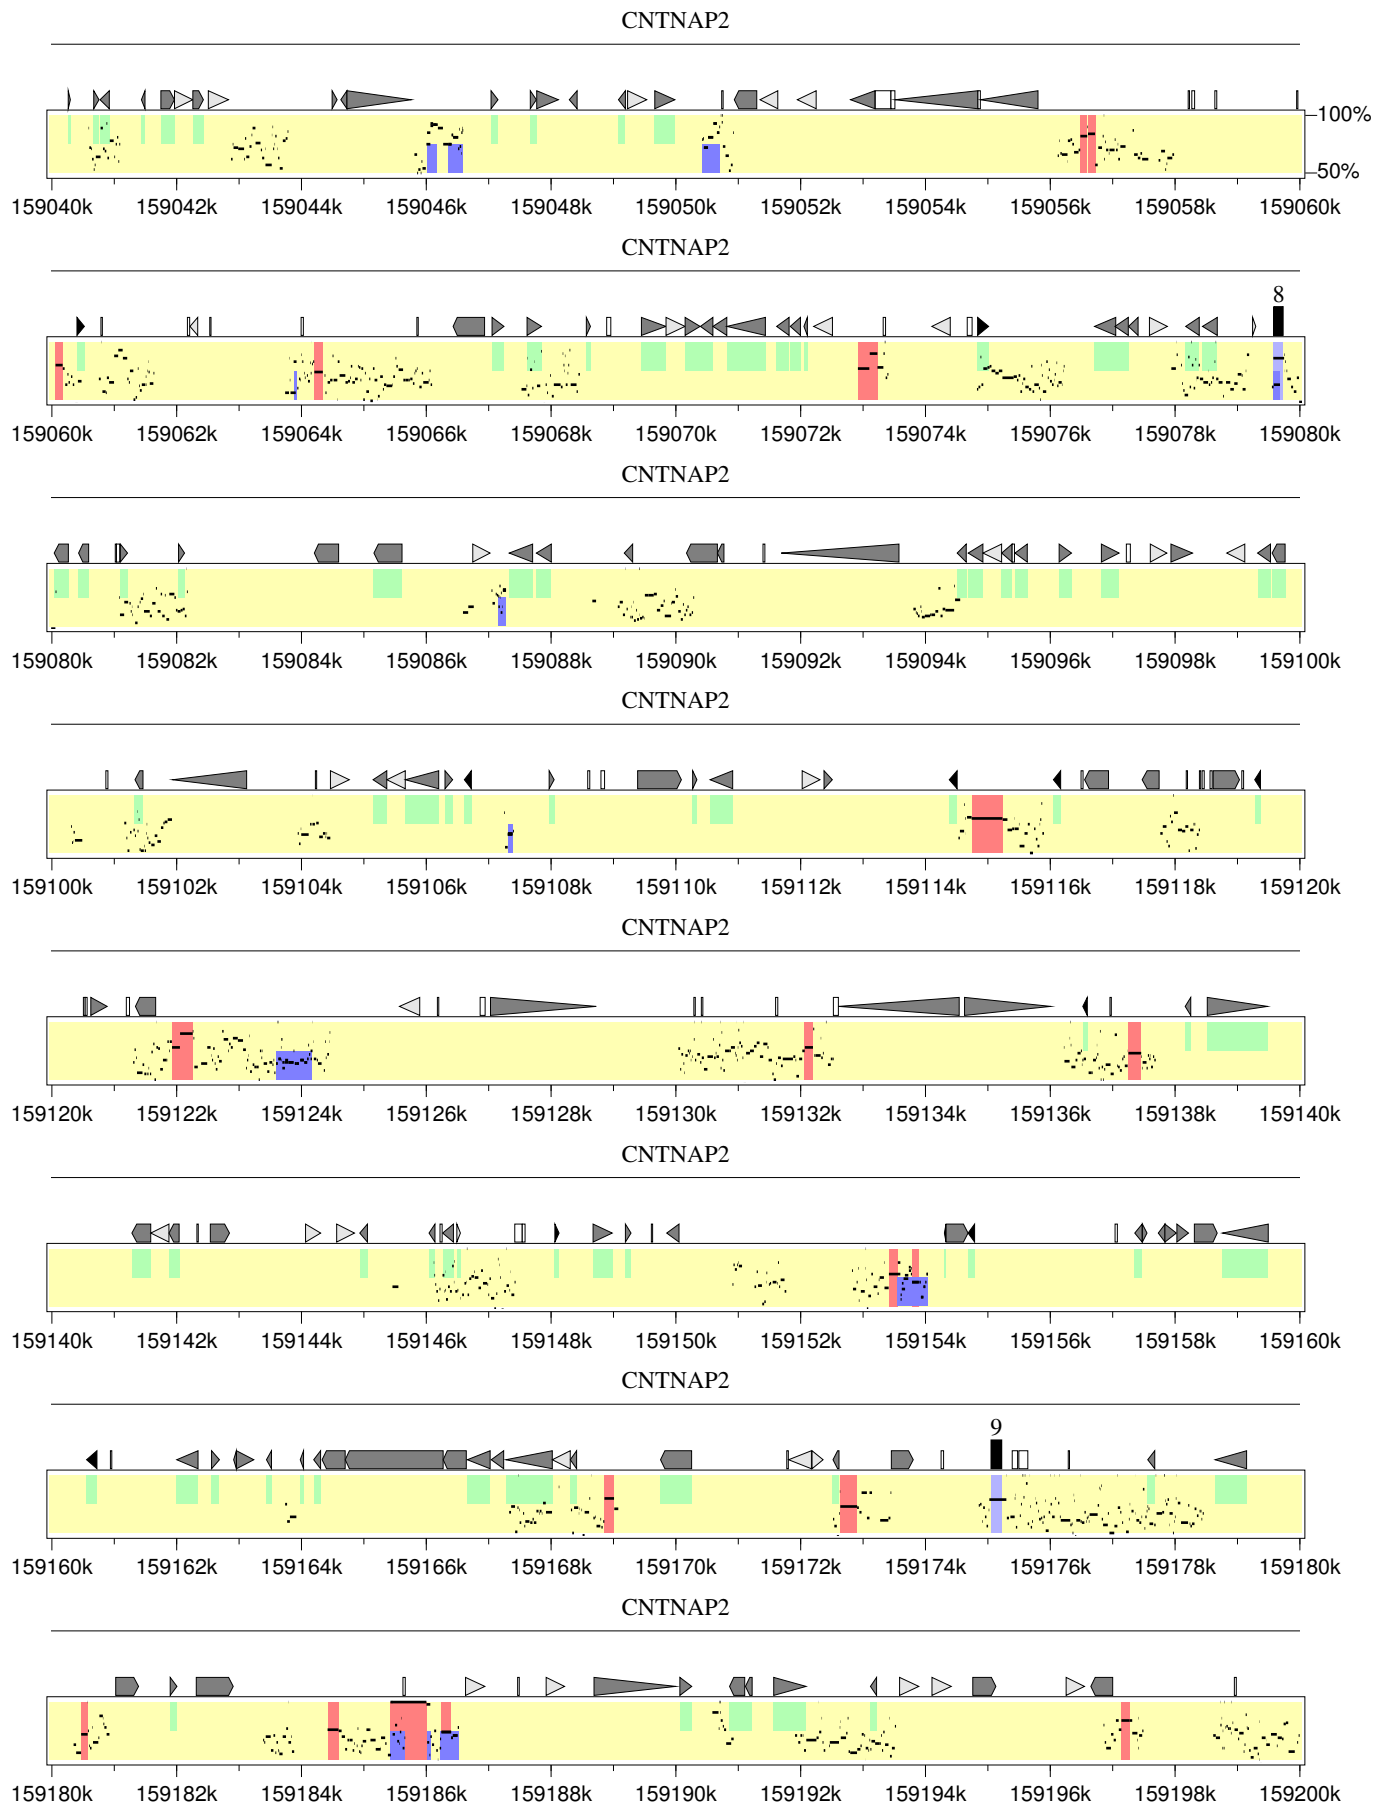 CNTNAP2
100%
50%
159040k 159042k 159044k 159046k 159048k 159050k 159052k 159054k 159056k 159058k 159060k
CNTNAP2
8
159060k 159062k 159064k 159066k 159068k 159070k 159072k 159074k 159076k 159078k 159080k
CNTNAP2
159080k 159082k 159084k 159086k 159088k 159090k 159092k 159094k 159096k 159098k 159100k
CNTNAP2
159100k 159102k 159104k 159106k 159108k 159110k 159112k 159114k 159116k 159118k 159120k
CNTNAP2
159120k 159122k 159124k 159126k 159128k 159130k 159132k 159134k 159136k 159138k 159140k
CNTNAP2
159140k 159142k 159144k 159146k 159148k 159150k 159152k 159154k 159156k 159158k 159160k
CNTNAP2
9
159160k 159162k 159164k 159166k 159168k 159170k 159172k 159174k 159176k 159178k 159180k
CNTNAP2
159180k 159182k 159184k 159186k 159188k 159190k 159192k 159194k 159196k 159198k 159200k